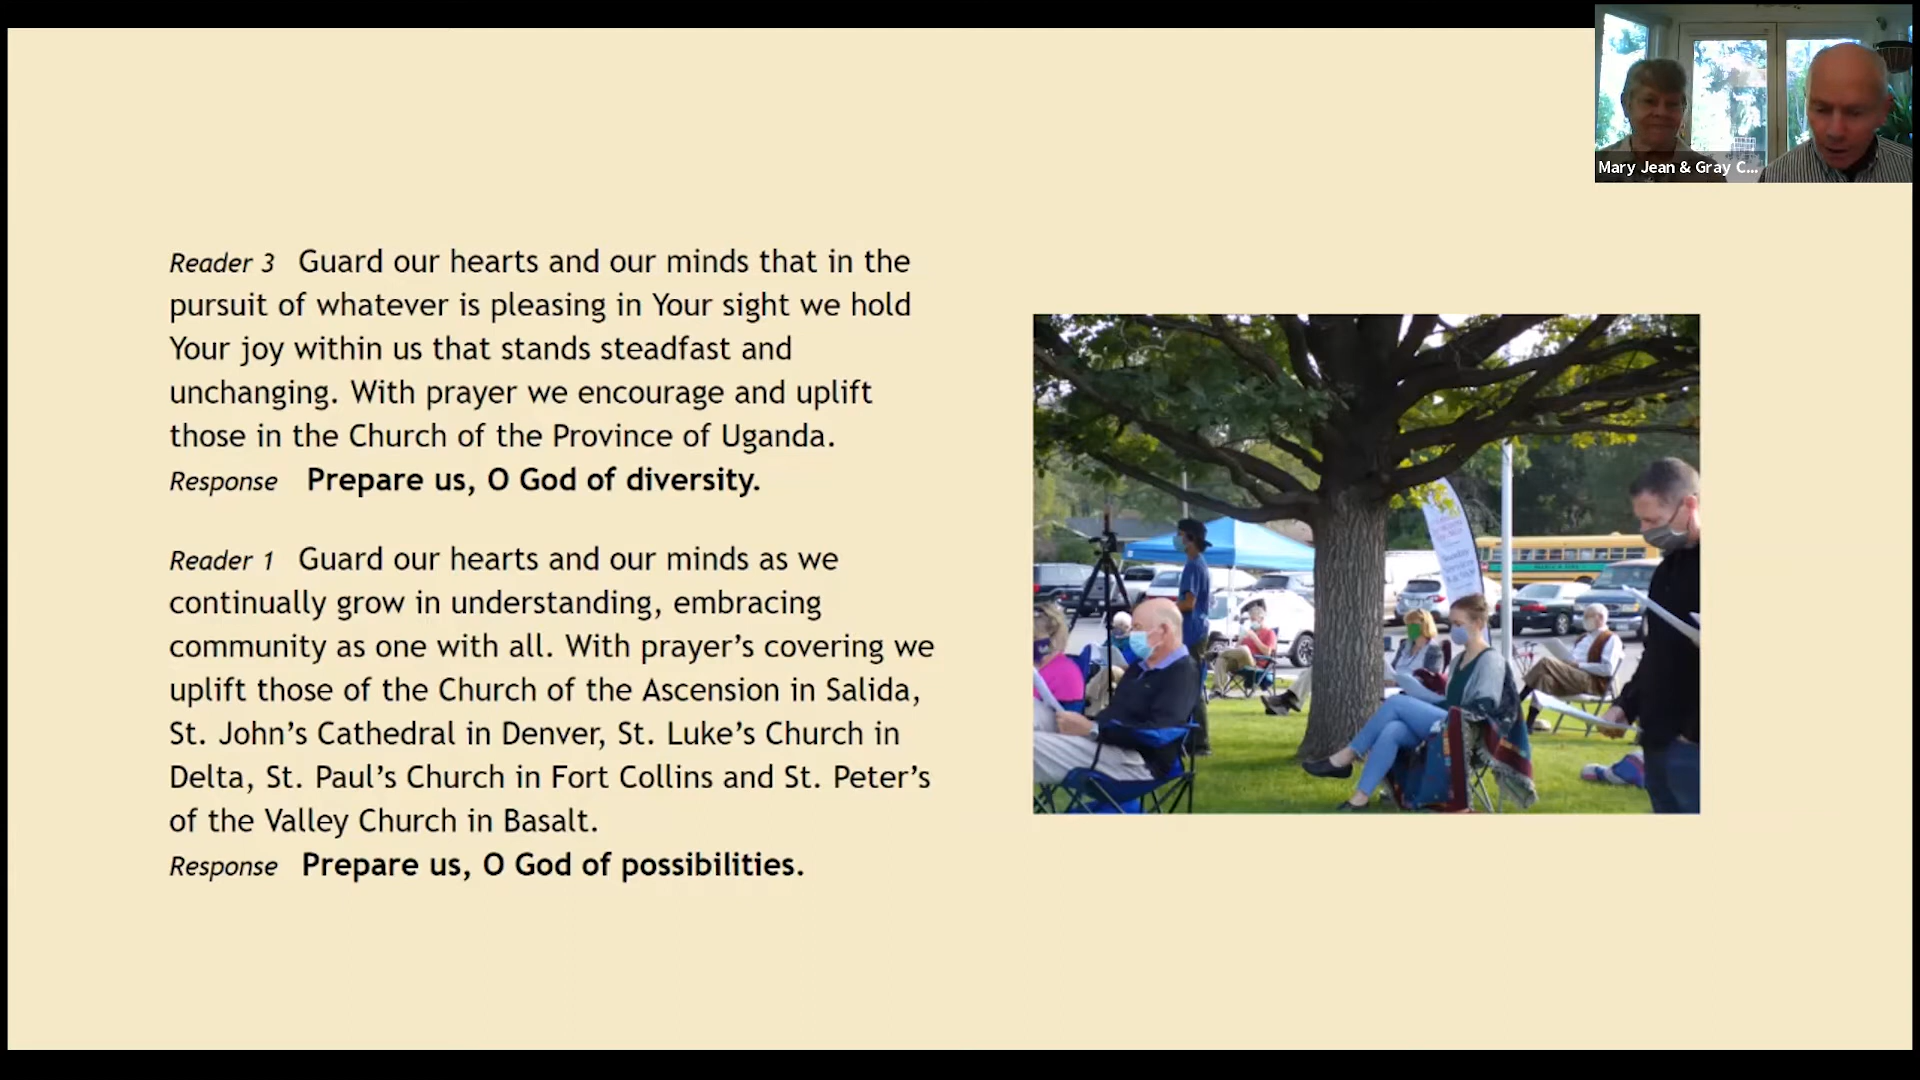 Mary Jean & Gray C...
Reader 3 Guard our hearts and our minds that in the
pursuit of whatever is pleasing in Your sight we hold
Your joy within us that stands steadfast and
unchanging. With prayer we encourage and uplift
those in the Church of the Province of Uganda.
Response Prepare us, O God of diversity.
Reader 1 Guard our hearts and our minds as we
continually grow in understanding, embracing
community as one with all. With prayer’s covering we
uplift those of the Church of the Ascension in Salida,
St. John’s Cathedral in Denver, St. Luke’s Church in
Delta, St. Paul’s Church in Fort Collins and St. Peter’s
of the Valley Church in Basalt.
Response Prepare us, O God of possibilities.